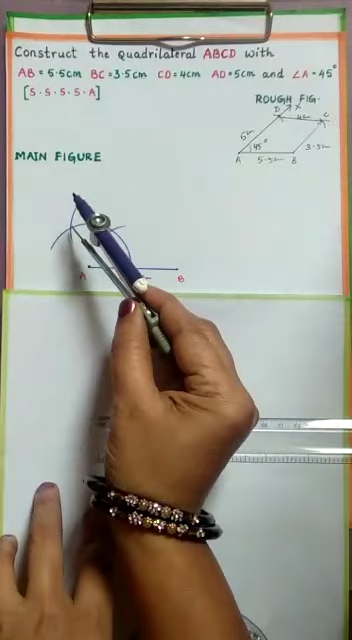 Construct the quadrilateral ABCD with
AB = 5.5cm BC = 3.5cm CD = 4cm AD = 5cm and ∠A = 45°
[S.S.S.S.A]
ROUGH FIG.
D X
4cm C
5cm
MAIN FIGURE
45° 3.5cm
A 5.5cm B
A B